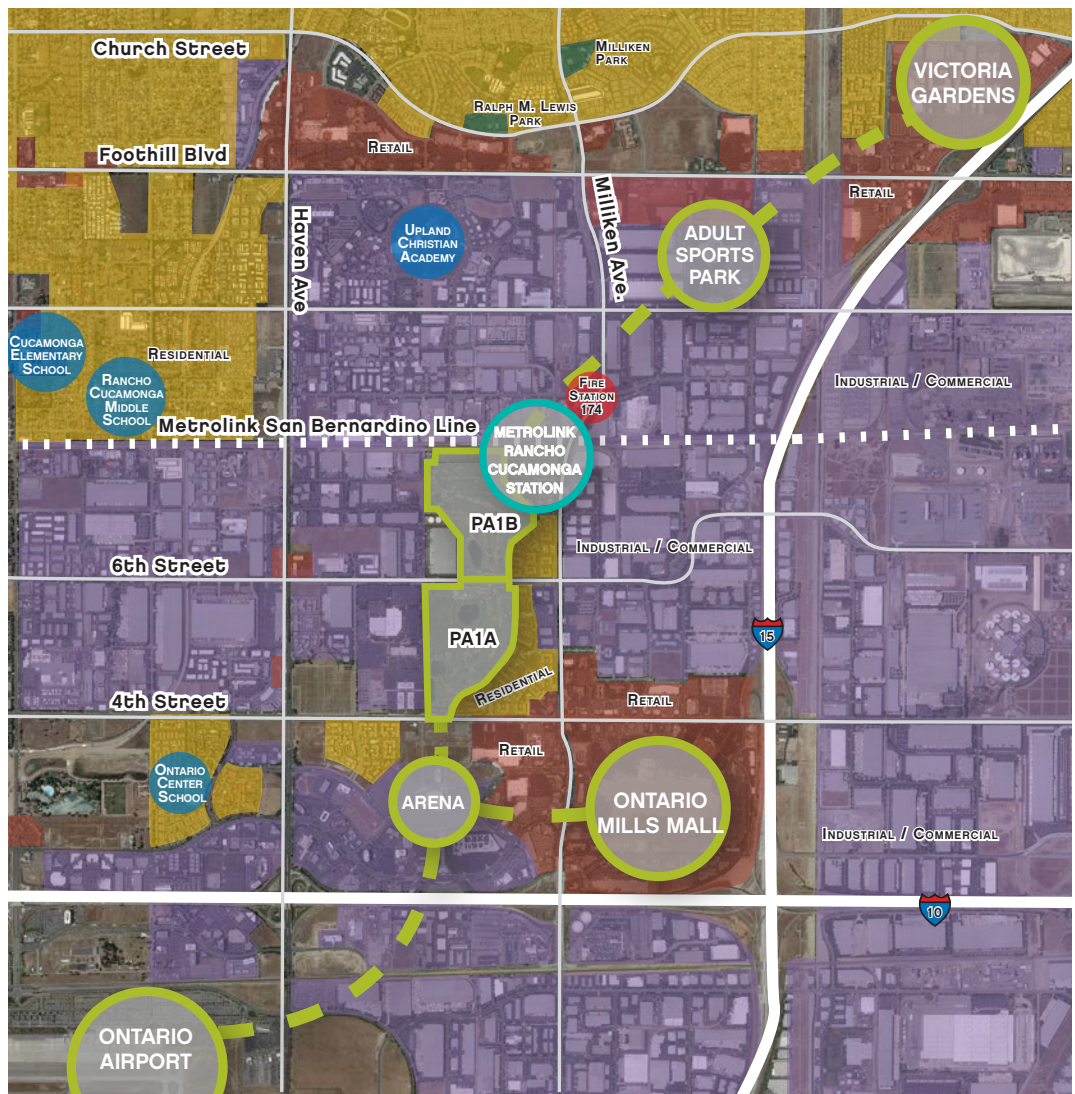 Church Street
MILLIKEN
PARK
VICTORIA
GARDENS
RALPH M. LEWIS
PARK
RETAIL
Foothill Blvd
RETAIL
Haven Ave
UPLAND
CHRISTIAN
ACADEMY
Milliken Ave.
ADULT
SPORTS
PARK
CUCAMONGA
ELEMENTARY
SCHOOL
RESIDENTIAL
RANCHO
CUCAMONGA
MIDDLE
SCHOOL
FIRE
STATION
174
INDUSTRIAL / COMMERCIAL
Metrolink San Bernardino Line
METROLINK
RANCHO
CUCAMONGA
STATION
PA1B
INDUSTRIAL / COMMERCIAL
6th Street
PA1A
15
RESIDENTIAL
4th Street
RETAIL
RETAIL
ONTARIO
CENTER
SCHOOL
ARENA
ONTARIO
MILLS MALL
INDUSTRIAL / COMMERCIAL
10
ONTARIO
AIRPORT